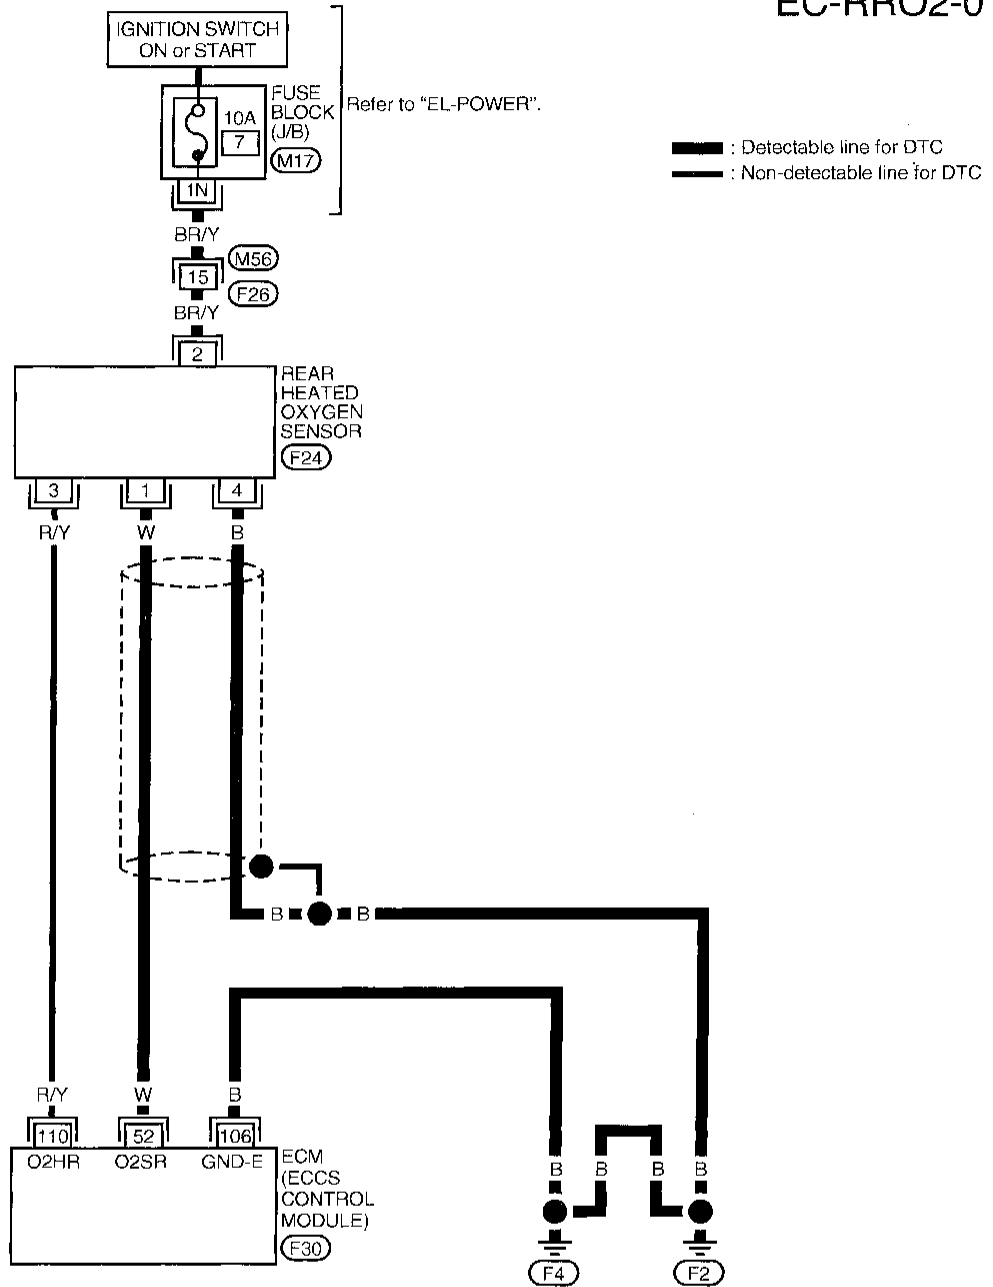 EC-RRO2-0
IGNITION SWITCH
ON or START
FUSE
BLOCK
(J/B)
10A
7
M17
Refer to “EL-POWER”.
: Detectable line for DTC
: Non-detectable line for DTC
1N
BR/Y
M56
15
F26
BR/Y
2
REAR
HEATED
OXYGEN
SENSOR
F24
3 1 4
R/Y W B
B B
R/Y W B
110 52 106
O2HR O2SR GND-E
ECM
(ECCS
CONTROL
MODULE)
F30
B B B B
F4 F2